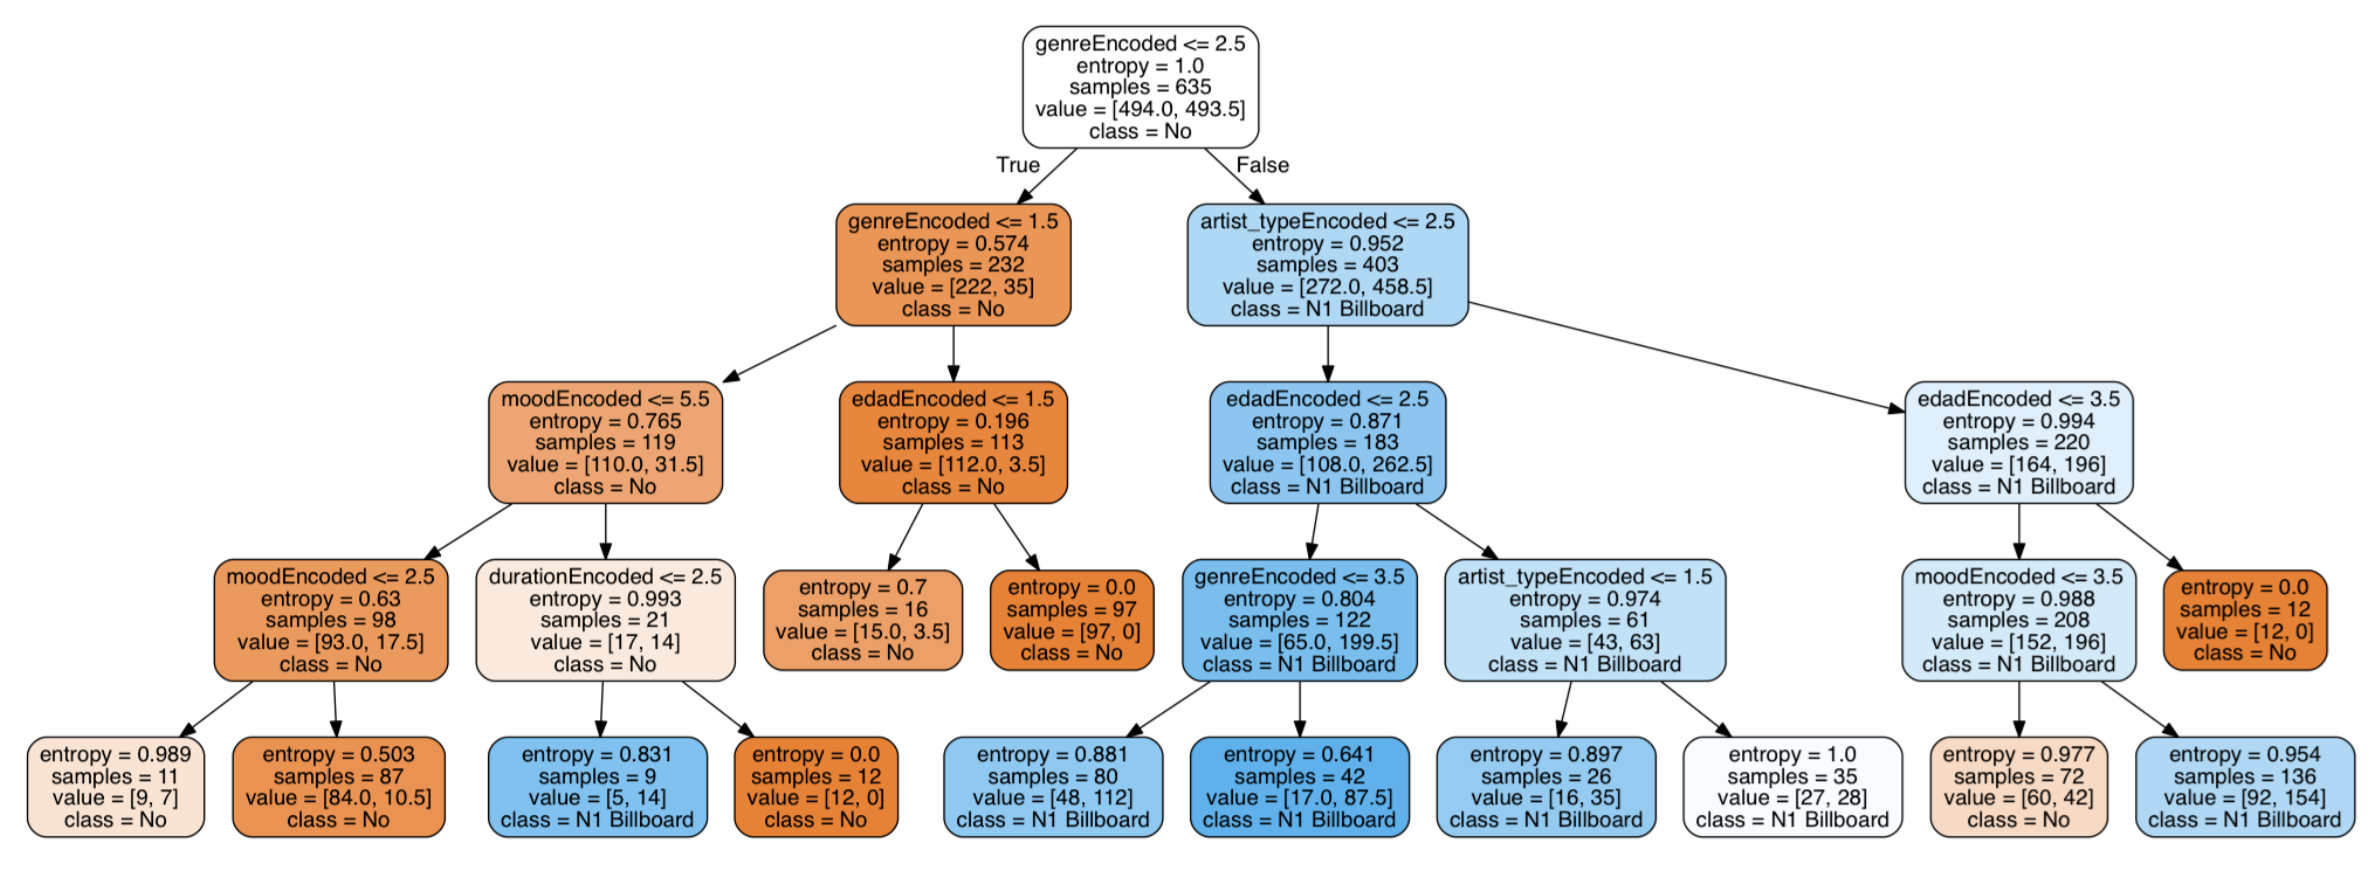 genreEncoded <= 2.5
entropy = 1.0
samples = 635
value = [494.0, 493.5]
class = No
True
False
genreEncoded <= 1.5
entropy = 0.574
samples = 232
value = [222, 35]
class = No
artist_typeEncoded <= 2.5
entropy = 0.952
samples = 403
value = [272.0, 458.5]
class = N1 Billboard
moodEncoded <= 5.5
entropy = 0.765
samples = 119
value = [110.0, 31.5]
class = No
edadEncoded <= 1.5
entropy = 0.196
samples = 113
value = [112.0, 3.5]
class = No
edadEncoded <= 2.5
entropy = 0.871
samples = 183
value = [108.0, 262.5]
class = N1 Billboard
edadEncoded <= 3.5
entropy = 0.994
samples = 220
value = [164, 196]
class = N1 Billboard
moodEncoded <= 2.5
entropy = 0.63
samples = 98
value = [93.0, 17.5]
class = No
durationEncoded <= 2.5
entropy = 0.993
samples = 21
value = [17, 14]
class = No
entropy = 0.7
samples = 16
value = [15.0, 3.5]
class = No
entropy = 0.0
samples = 97
value = [97, 0]
class = No
genreEncoded <= 3.5
entropy = 0.804
samples = 122
value = [65.0, 199.5]
class = N1 Billboard
artist_typeEncoded <= 1.5
entropy = 0.974
samples = 61
value = [43, 63]
class = N1 Billboard
moodEncoded <= 3.5
entropy = 0.988
samples = 208
value = [152, 196]
class = N1 Billboard
entropy = 0.0
samples = 12
value = [12, 0]
class = No
entropy = 0.989
samples = 11
value = [9, 7]
class = No
entropy = 0.503
samples = 87
value = [84.0, 10.5]
class = No
entropy = 0.831
samples = 9
value = [5, 14]
class = N1 Billboard
entropy = 0.0
samples = 12
value = [12, 0]
class = No
entropy = 0.881
samples = 80
value = [48, 112]
class = N1 Billboard
entropy = 0.641
samples = 42
value = [17.0, 87.5]
class = N1 Billboard
entropy = 0.897
samples = 26
value = [16, 35]
class = N1 Billboard
entropy = 1.0
samples = 35
value = [27, 28]
class = N1 Billboard
entropy = 0.977
samples = 72
value = [60, 42]
class = No
entropy = 0.954
samples = 136
value = [92, 154]
class = N1 Billboard